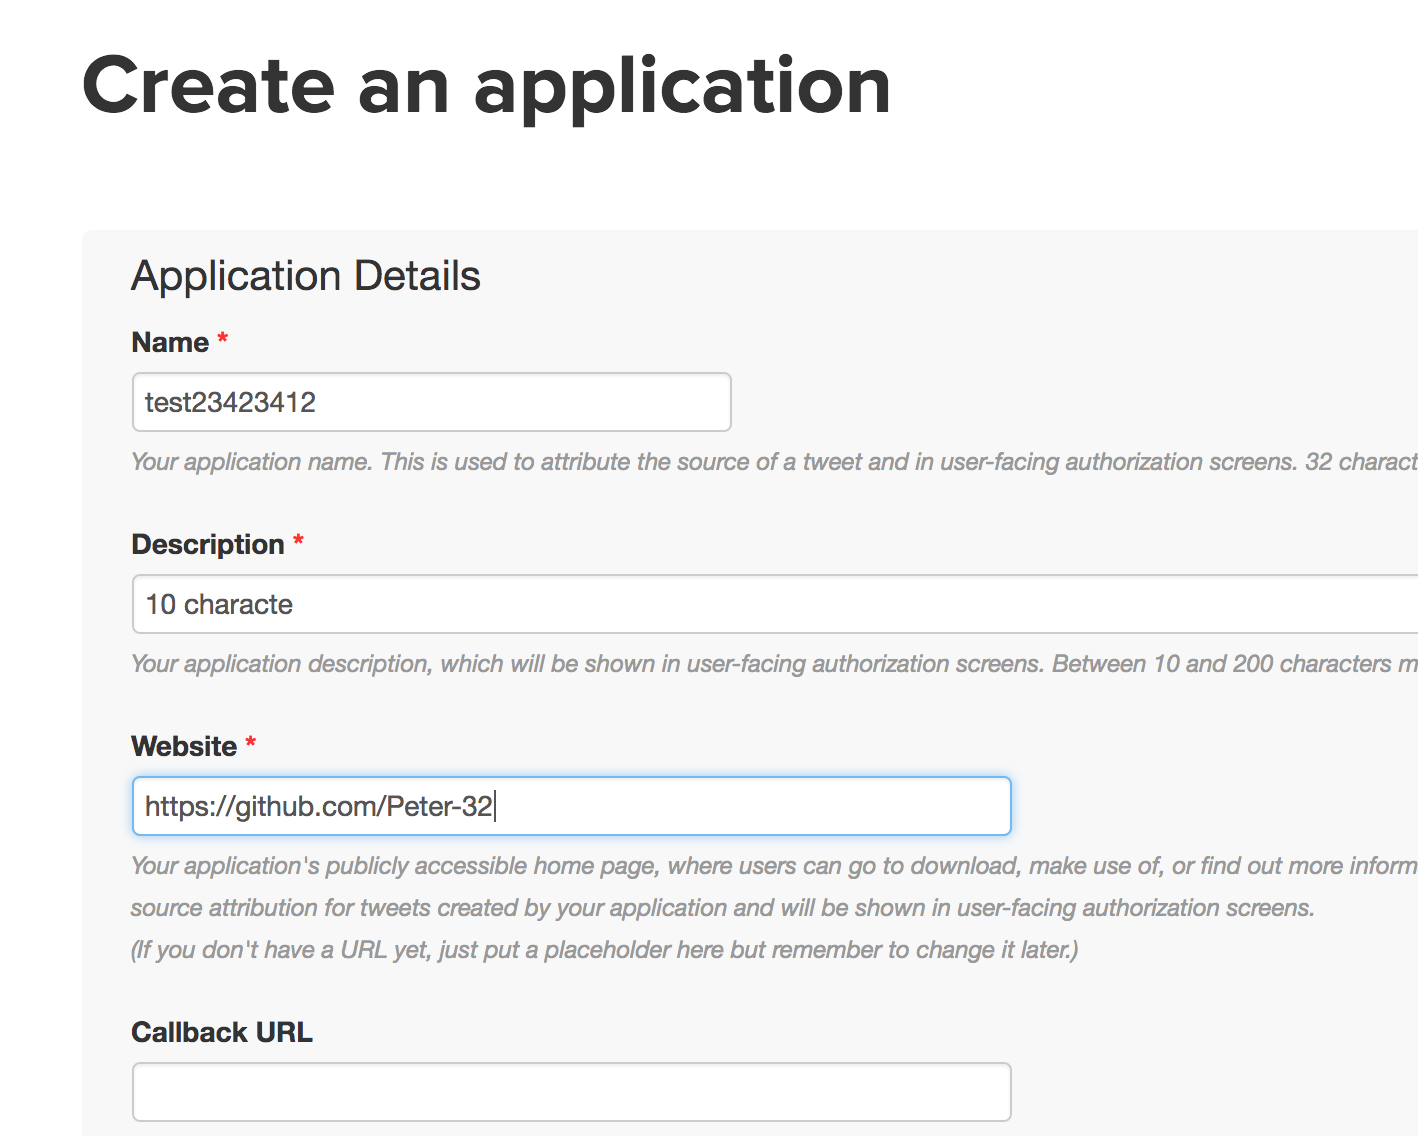 Create an application
Application Details
Name *
test23423412
Your application name. This is used to attribute the source of a tweet and in user-facing authorization screens. 32 charact
Description *
10 characte
Your application description, which will be shown in user-facing authorization screens. Between 10 and 200 characters m
Website *
https://github.com/Peter-32
Your application's publicly accessible home page, where users can go to download, make use of, or find out more inform
source attribution for tweets created by your application and will be shown in user-facing authorization screens.
(If you don't have a URL yet, just put a placeholder here but remember to change it later.)
Callback URL